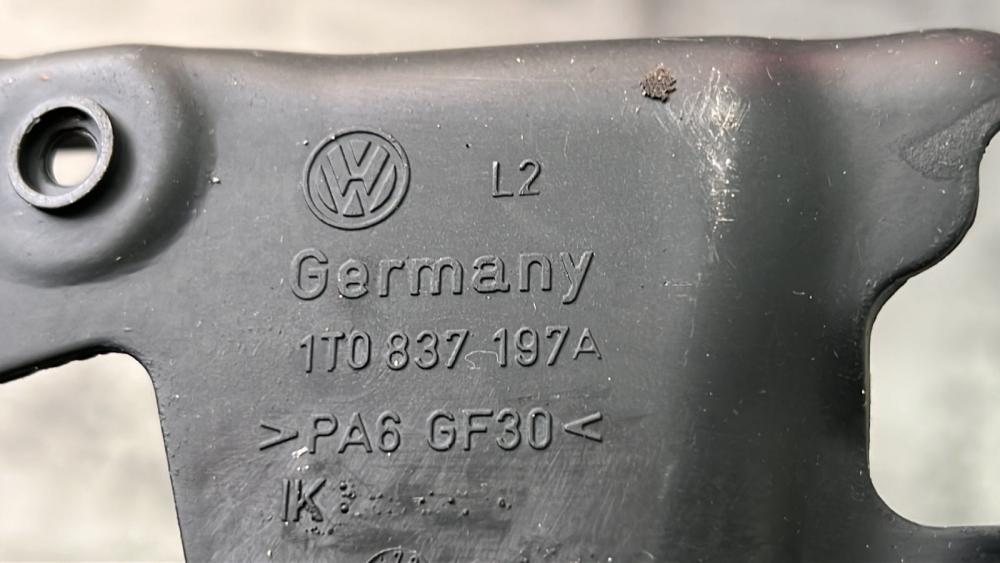 L2
Germany
1T0 837 197A
>PA6 GF30<
IK